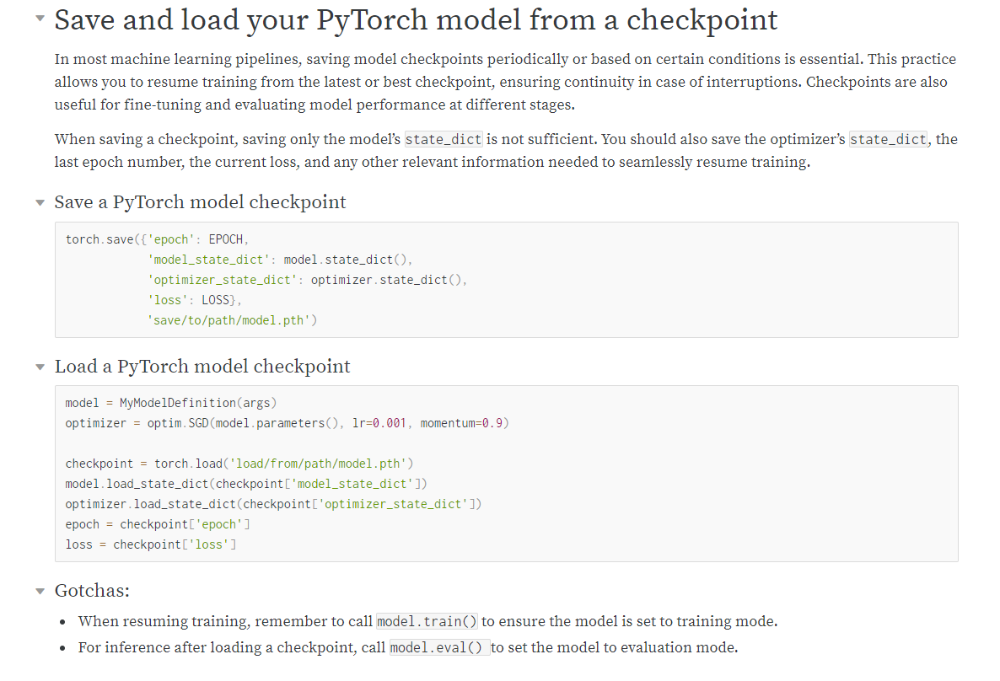 Save and load your PyTorch model from a checkpoint
In most machine learning pipelines, saving model checkpoints periodically or based on certain conditions is essential. This practice
allows you to resume training from the latest or best checkpoint, ensuring continuity in case of interruptions. Checkpoints are also
useful for fine-tuning and evaluating model performance at different stages.
When saving a checkpoint, saving only the model’s state_dict is not sufficient. You should also save the optimizer’s state_dict, the
last epoch number, the current loss, and any other relevant information needed to seamlessly resume training.
Save a PyTorch model checkpoint
torch.save({'epoch': EPOCH,
            'model_state_dict': model.state_dict(),
            'optimizer_state_dict': optimizer.state_dict(),
            'loss': LOSS},
            'save/to/path/model.pth')
Load a PyTorch model checkpoint
model = MyModelDefinition(args)
optimizer = optim.SGD(model.parameters(), lr=0.001, momentum=0.9)
checkpoint = torch.load('load/from/path/model.pth')
model.load_state_dict(checkpoint['model_state_dict'])
optimizer.load_state_dict(checkpoint['optimizer_state_dict'])
epoch = checkpoint['epoch']
loss = checkpoint['loss']
Gotchas:
• When resuming training, remember to call model.train() to ensure the model is set to training mode.
• For inference after loading a checkpoint, call model.eval() to set the model to evaluation mode.